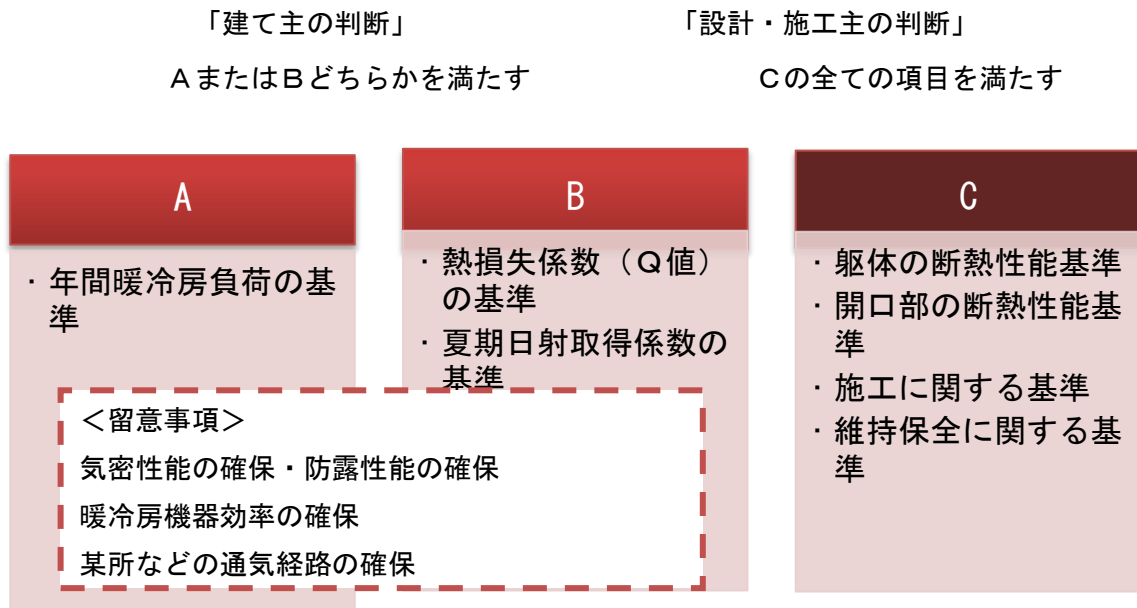 「建て主の判断」
「設計・施工主の判断」
AまたはBどちらかを満たす
Cの全ての項目を満たす
A
・年間暖冷房負荷の基
準
B
・熱損失係数（Q値）
の基準
・夏期日射取得係数の
基準
C
・躯体の断熱性能基準
・開口部の断熱性能基
準
・施工に関する基準
・維持保全に関する基
準
＜留意事項＞
気密性能の確保・防露性能の確保
暖冷房機器効率の確保
某所などの通気経路の確保